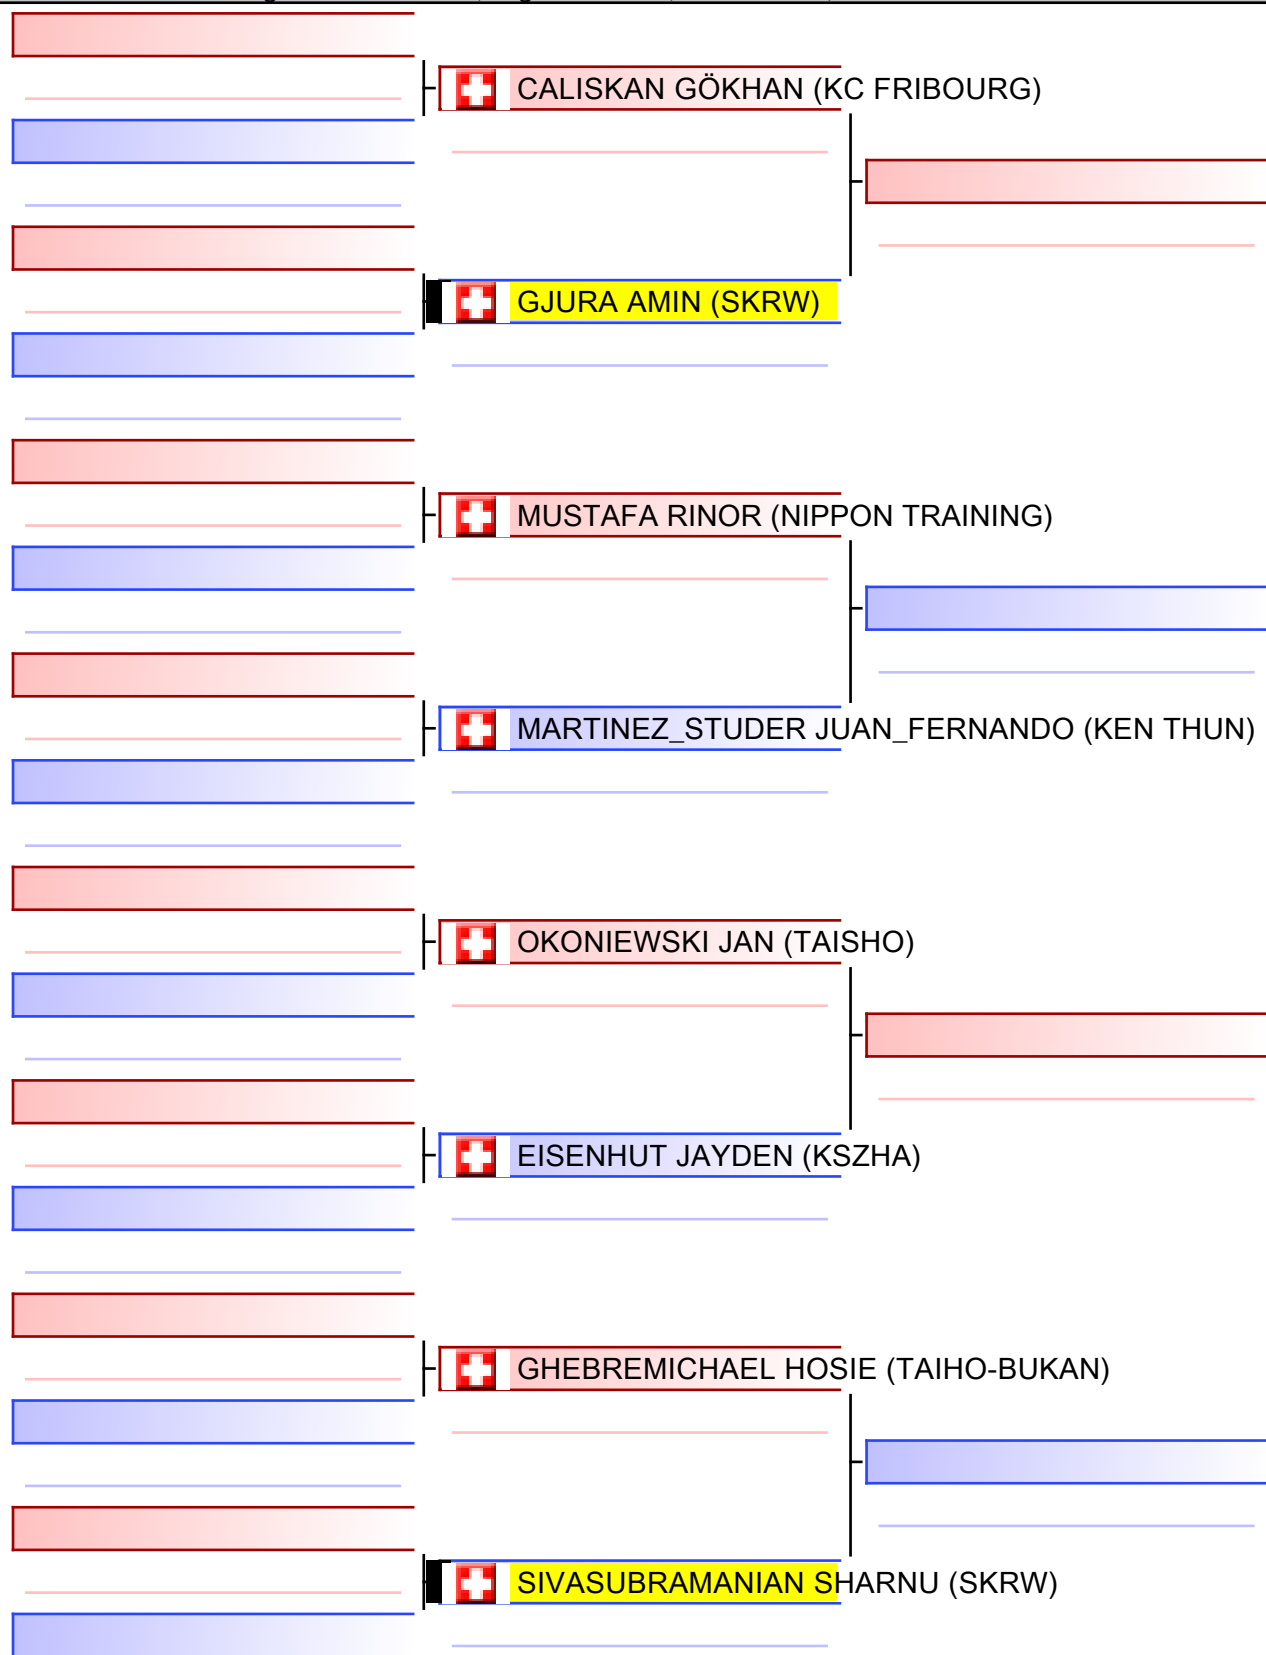 CALISKAN GÖKHAN (KC FRIBOURG)
GJURA AMIN (SKRW)
MUSTAFA RINOR (NIPPON TRAINING)
MARTINEZ_STUDER JUAN_FERNANDO (KEN THUN)
OKONIEWSKI JAN (TAISHO)
EISENHUT JAYDEN (KSZHA)
GHEBREMICHAEL HOSIE (TAIHO-BUKAN)
SIVASUBRAMANIAN SHARNU (SKRW)